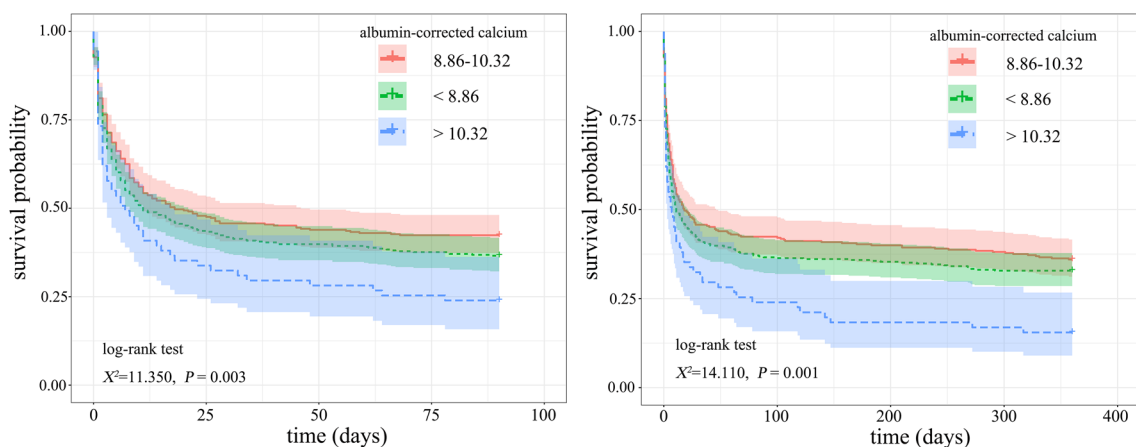 albumin-corrected calcium
8.86-10.32
< 8.86
> 10.32
survival probability
1.00
0.75
0.50
0.25
0.00
log-rank test
X²=11.350, P = 0.003
0 25 50 75 100
time (days)
albumin-corrected calcium
8.86-10.32
< 8.86
> 10.32
survival probability
1.00
0.75
0.50
0.25
0.00
log-rank test
X²=14.110, P = 0.001
0 100 200 300 400
time (days)